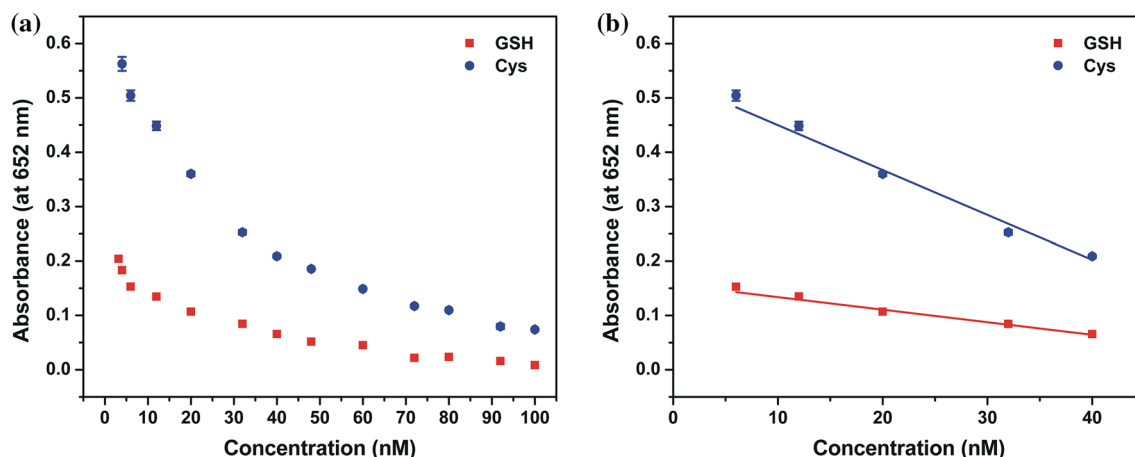 (a)
Absorbance (at 652 nm)
0.6
0.5
0.4
0.3
0.2
0.1
0.0
GSH
Cys
0 10 20 30 40 50 60 70 80 90 100
Concentration (nM)
(b)
Absorbance (at 652 nm)
0.6
0.5
0.4
0.3
0.2
0.1
0.0
GSH
Cys
0 10 20 30 40
Concentration (nM)